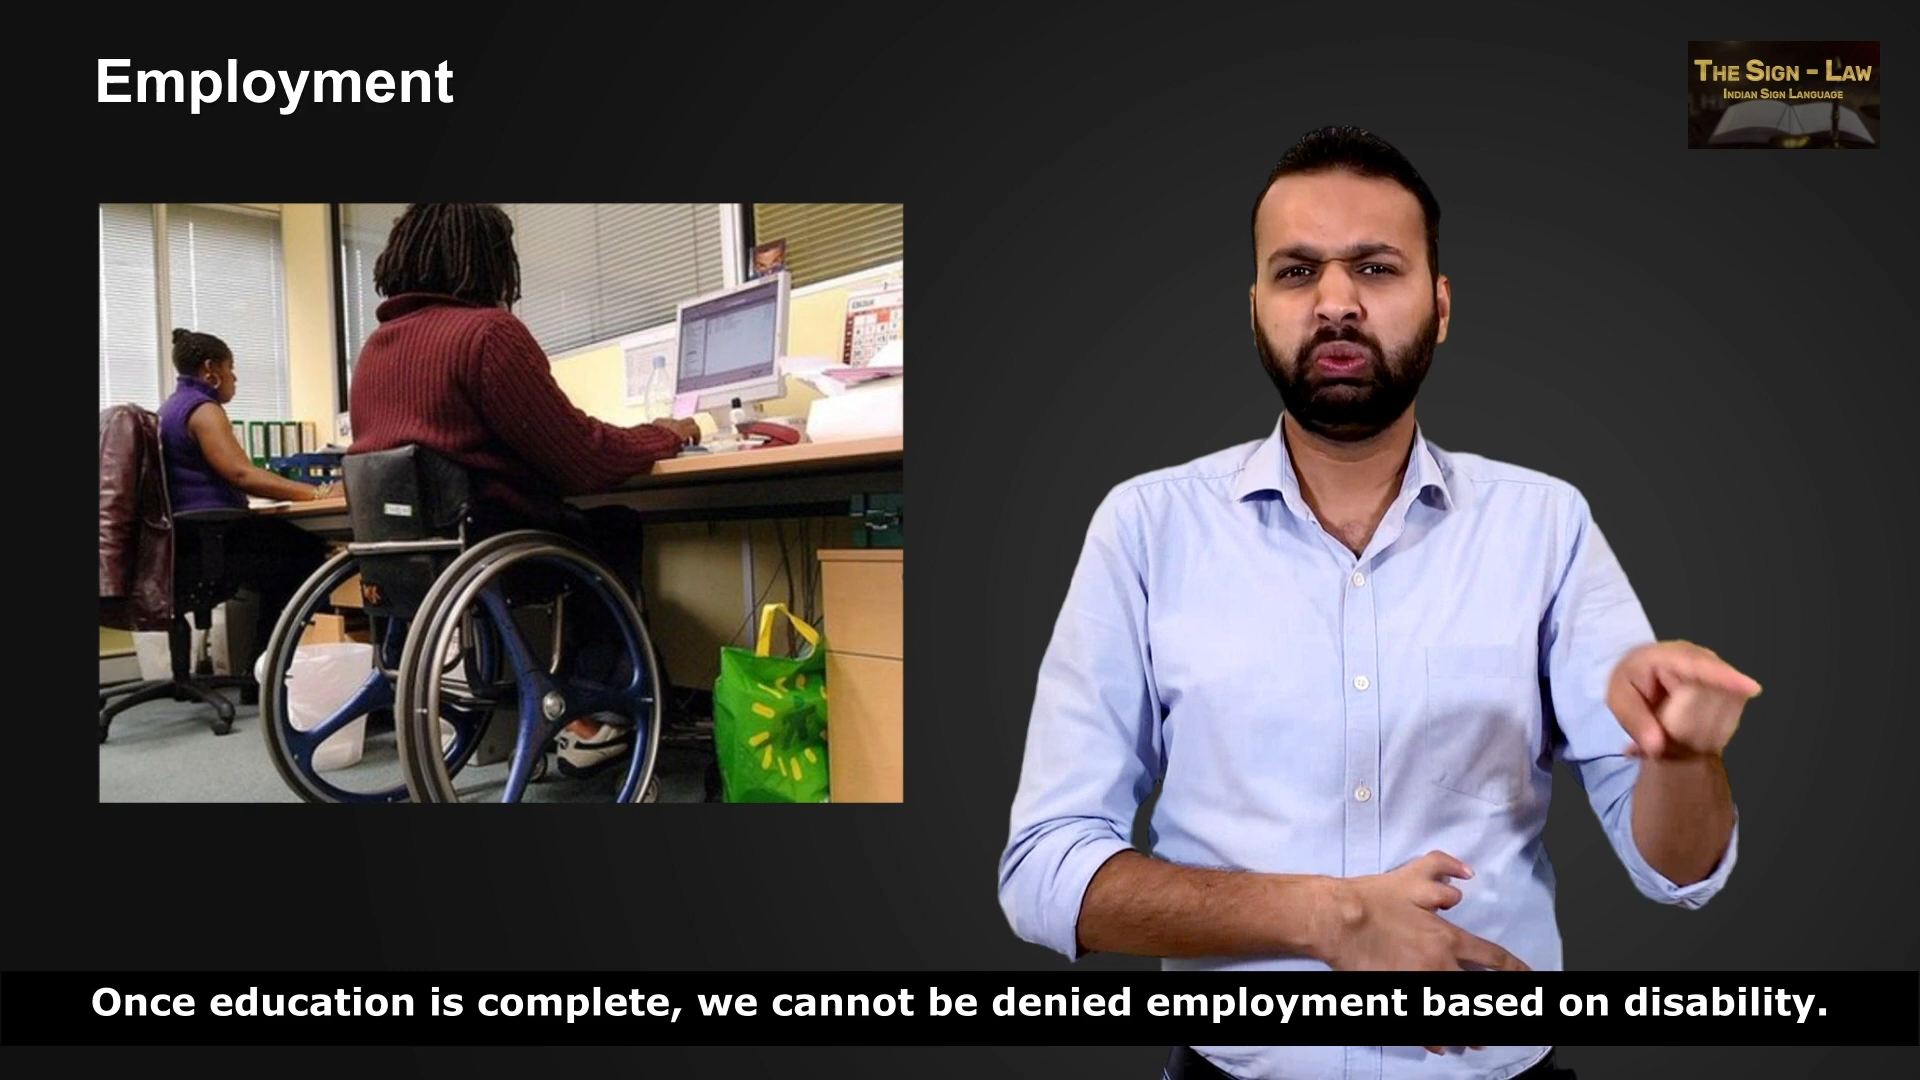 Employment
THE SIGN - LAW
INDIAN SIGN LANGUAGE
Once education is complete, we cannot be denied employment based on disability.